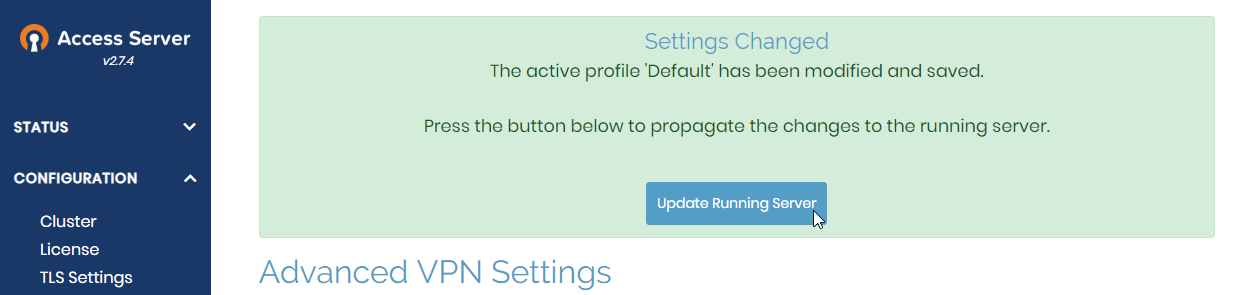 Access Server
v2.7.4
STATUS
CONFIGURATION
Cluster
License
TLS Settings
Settings Changed
The active profile 'Default' has been modified and saved.
Press the button below to propagate the changes to the running server.
Update Running Server
Advanced VPN Settings